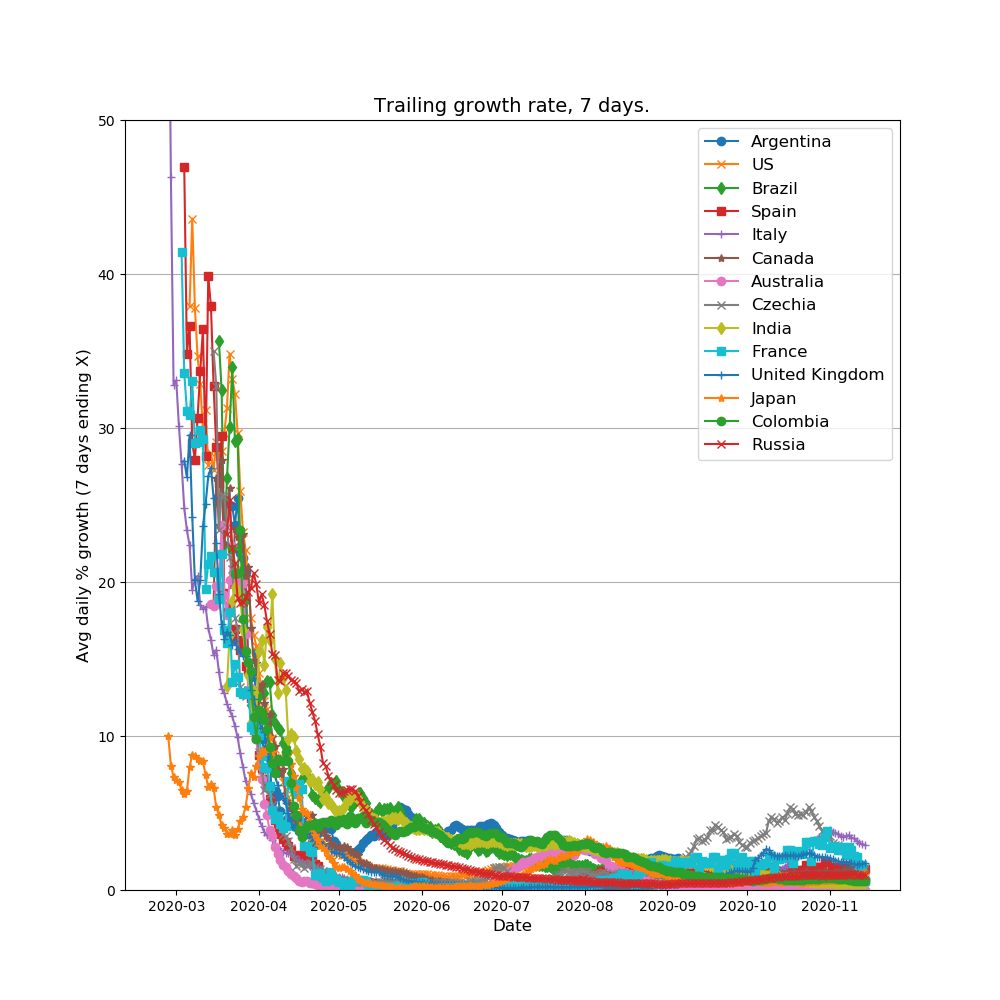 Trailing growth rate, 7 days.
50
40
30
20
10
0
Avg daily % growth (7 days ending X)
Argentina
US
Brazil
Spain
Italy
Canada
Australia
Czechia
India
France
United Kingdom
Japan
Colombia
Russia
2020-03 2020-04 2020-05 2020-06 2020-07 2020-08 2020-09 2020-10 2020-11
Date